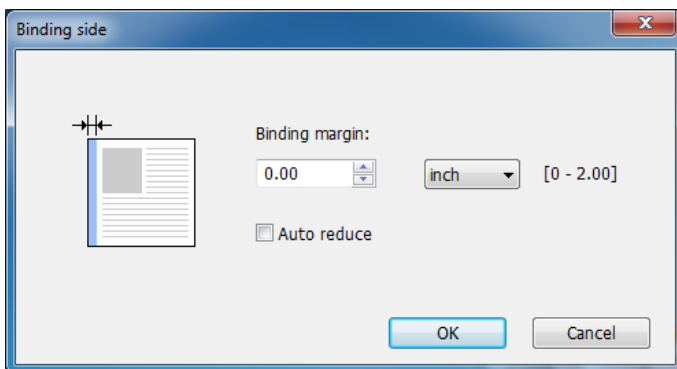 Binding side
Binding margin:
0.00 inch [0 - 2.00]
Auto reduce
OK Cancel